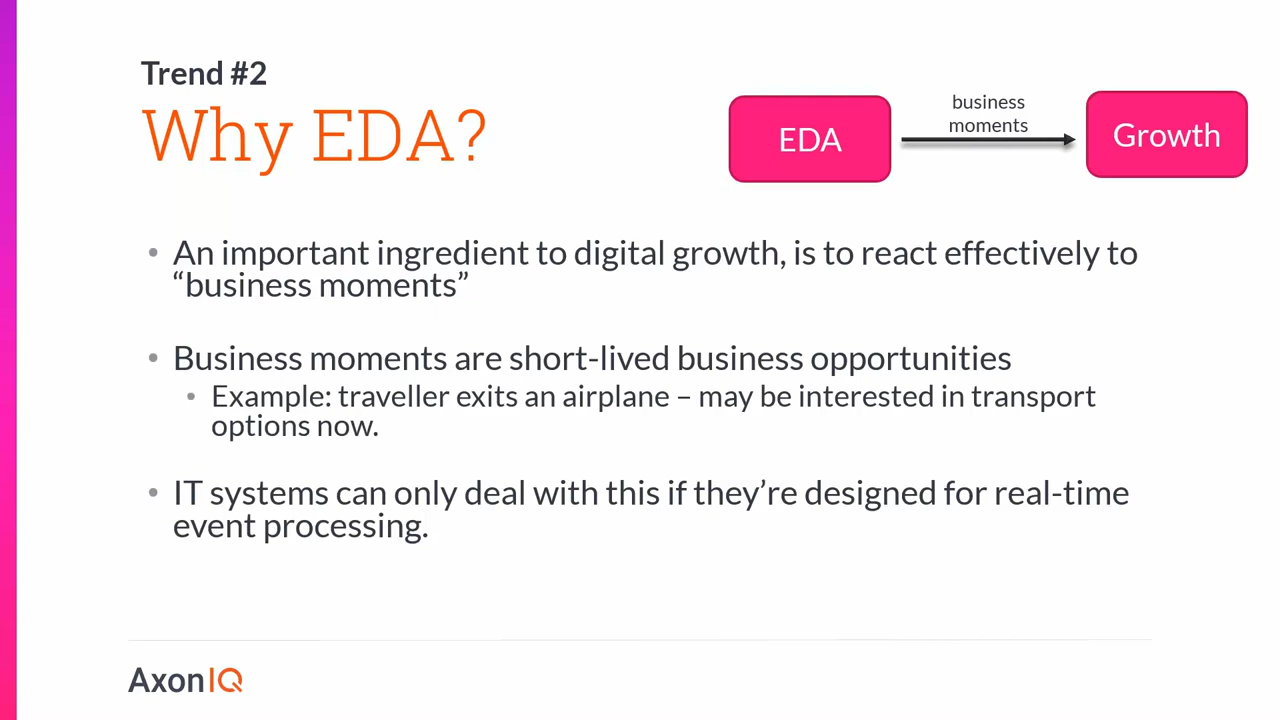 Trend #2
Why EDA?
EDA
business
moments
Growth
• An important ingredient to digital growth, is to react effectively to
“business moments”
• Business moments are short-lived business opportunities
• Example: traveller exits an airplane – may be interested in transport
options now.
• IT systems can only deal with this if they’re designed for real-time
event processing.
AxonIQ